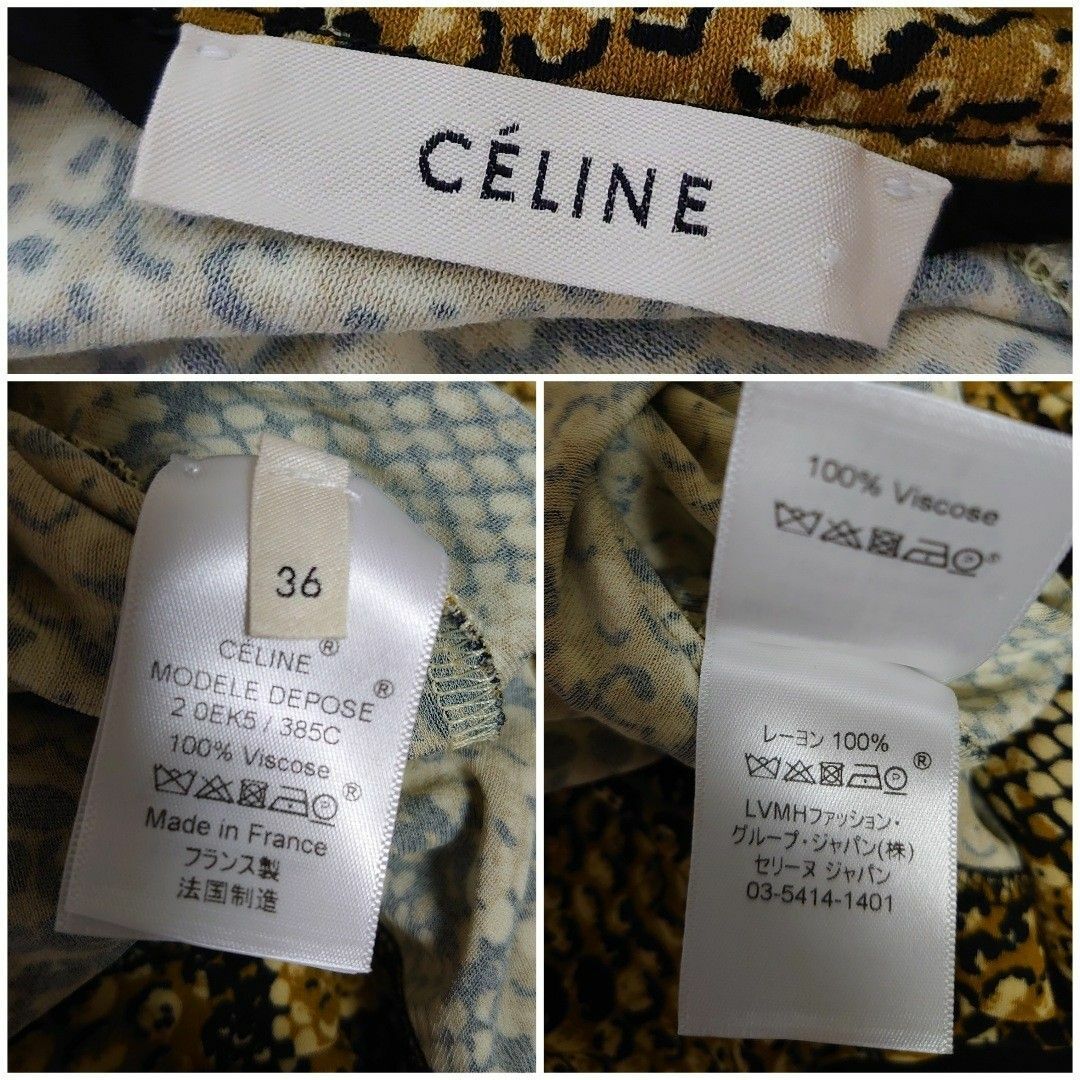 CÉLINE
36
CÉLINE®
MODELE DEPOSE®
2 0EK5 / 385C
100% Viscose
P®
Made in France
フランス製
法国制造
100% Viscose
P®
レーヨン 100%
P®
LVMHファッション・
グループ・ジャパン(株)
セリーヌ ジャパン
03-5414-1401